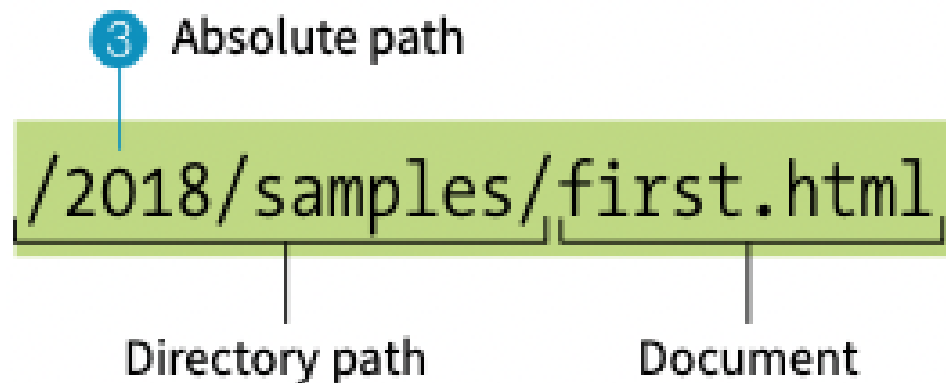 3 Absolute path
/2018/samples/first.html
Directory path Document